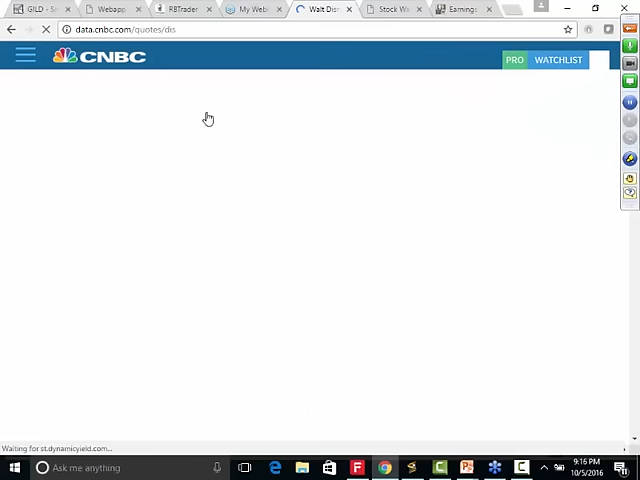 GILD - S
Webapp
RBTrader
My Web
Walt Dis
Stock W
Earnings
data.cnbc.com/quotes/dis
CNBC
PRO
WATCHLIST
Waiting for st.dynamicyield.com...
Ask me anything
9:16 PM
10/5/2016